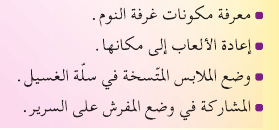 معرفة مكونات غرفة النوم.
إعادة الألعاب إلى مكانها.
وضع الملابس المتّسخة في سلّة الغسيل.
المشاركة في وضع المفرش على السرير.